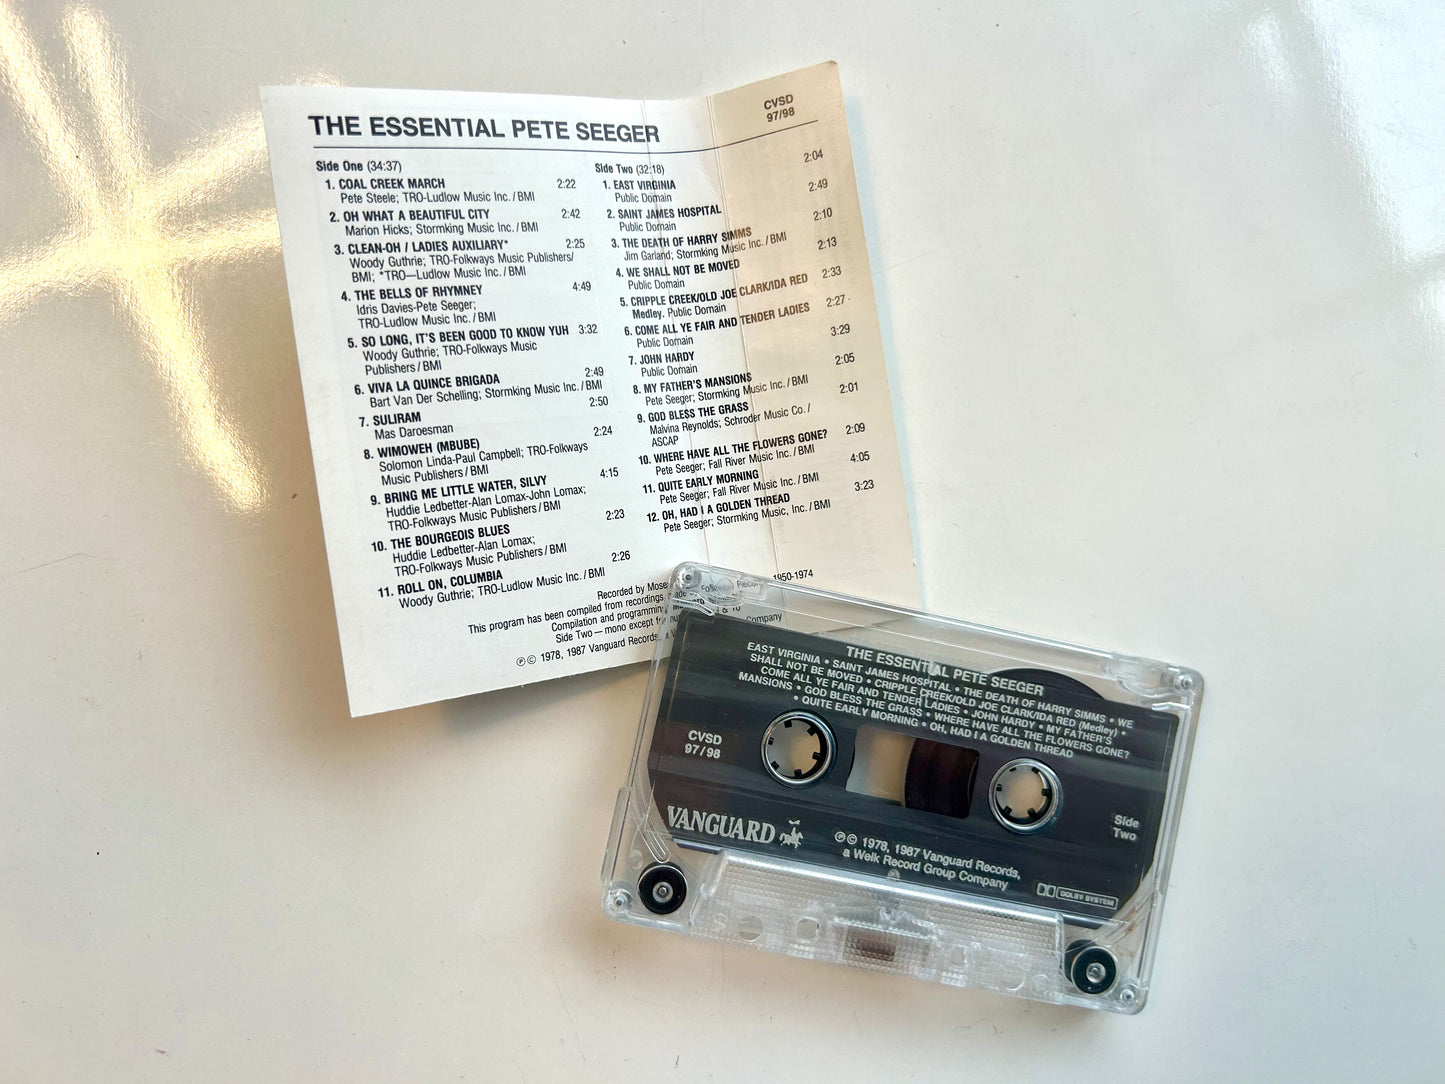 THE ESSENTIAL PETE SEEGER
CVSD
97/98
Side One (34:37)
1. COAL CREEK MARCH 2:22
Pete Steele; TRO-Ludlow Music Inc./BMI
2. OH WHAT A BEAUTIFUL CITY 2:42
Marion Hicks; Stormking Music Inc./BMI
3. CLEAN-OH / LADIES AUXILIARY* 2:25
Woody Guthrie; TRO-Folkways Music Publishers/
BMI; *TRO—Ludlow Music Inc./BMI
4. THE BELLS OF RHYMNEY 4:49
Idris Davies-Pete Seeger;
TRO-Ludlow Music Inc./BMI
5. SO LONG, IT'S BEEN GOOD TO KNOW YUH 3:32
Woody Guthrie; TRO-Folkways Music
Publishers/BMI
6. VIVA LA QUINCE BRIGADA 2:49
Bart Van Der Schelling; Stormking Music Inc./BMI
7. SULIRAM 2:50
Mas Daroesman
8. WIMOWEH (MBUBE) 2:24
Solomon Linda-Paul Campbell; TRO-Folkways
Music Publishers/BMI
9. BRING ME LITTLE WATER, SILVY 4:15
Huddie Ledbetter-Alan Lomax-John Lomax;
TRO-Folkways Music Publishers/BMI
10. THE BOURGEOIS BLUES 2:23
Huddie Ledbetter-Alan Lomax;
TRO-Folkways Music Publishers/BMI
11. ROLL ON, COLUMBIA 2:26
Woody Guthrie; TRO-Ludlow Music Inc./BMI
Side Two (32:18)
1. EAST VIRGINIA 2:04
Public Domain
2. SAINT JAMES HOSPITAL 2:49
Public Domain
3. THE DEATH OF HARRY SIMMS 2:10
Jim Garland; Stormking Music Inc./BMI
4. WE SHALL NOT BE MOVED 2:13
Public Domain
5. CRIPPLE CREEK/OLD JOE CLARK/IDA RED 2:33
Medley. Public Domain
6. COME ALL YE FAIR AND TENDER LADIES 2:27
Public Domain
7. JOHN HARDY 3:29
Public Domain
8. MY FATHER'S MANSIONS 2:05
Pete Seeger; Stormking Music Inc./BMI
9. GOD BLESS THE GRASS 2:01
Malvina Reynolds; Schroder Music Co./
ASCAP
10. WHERE HAVE ALL THE FLOWERS GONE? 2:09
Pete Seeger; Fall River Music Inc./BMI
11. QUITE EARLY MORNING 4:05
Pete Seeger; Fall River Music Inc./BMI
12. OH, HAD I A GOLDEN THREAD 3:23
Pete Seeger; Stormking Music, Inc./BMI
Recorded by
This program has been compiled from recordings 1950-1974
Compilation and programming
Side Two — mono except & 10
℗© 1978, 1987 Vanguard Records, a Company
THE ESSENTIAL PETE SEEGER
EAST VIRGINIA • SAINT JAMES HOSPITAL • THE DEATH OF HARRY SIMMS • WE
SHALL NOT BE MOVED • CRIPPLE CREEK/OLD JOE CLARK/IDA RED (Medley) •
COME ALL YE FAIR AND TENDER LADIES • JOHN HARDY • MY FATHER'S
MANSIONS • GOD BLESS THE GRASS • WHERE HAVE ALL THE FLOWERS GONE?
• QUITE EARLY MORNING • OH, HAD I A GOLDEN THREAD
CVSD
97/98
Side
Two
VANGUARD
℗© 1978, 1987 Vanguard Records,
a Welk Record Group Company
DOLBY SYSTEM